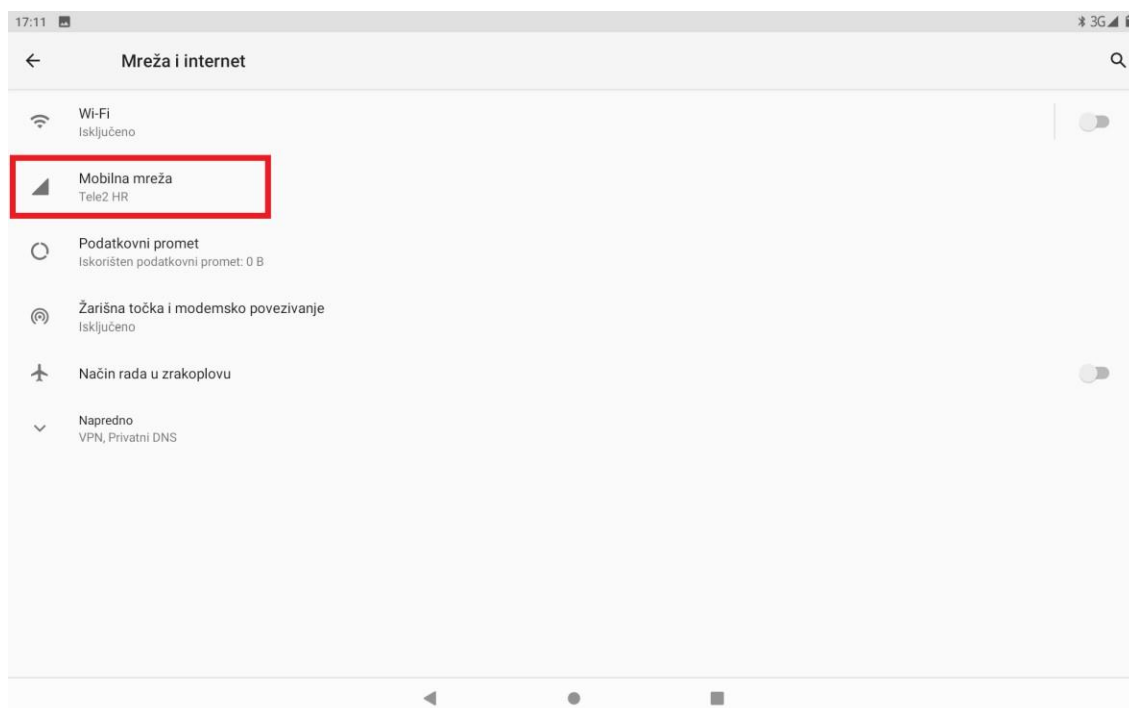 17:11
3G
Mreža i internet
Wi-Fi
Isključeno
Mobilna mreža
Tele2 HR
Podatkovni promet
Iskorišten podatkovni promet: 0 B
Žarišna točka i modemsko povezivanje
Isključeno
Način rada u zrakoplovu
Napredno
VPN, Privatni DNS